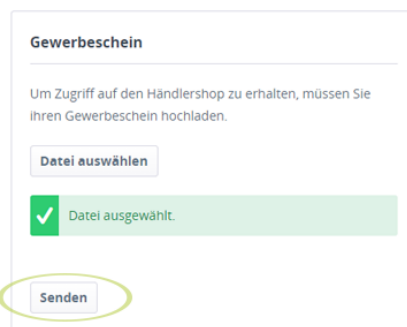 Gewerbeschein
Um Zugriff auf den Händlershop zu erhalten, müssen Sie
ihren Gewerbeschein hochladen.
Datei auswählen
Datei ausgewählt.
Senden